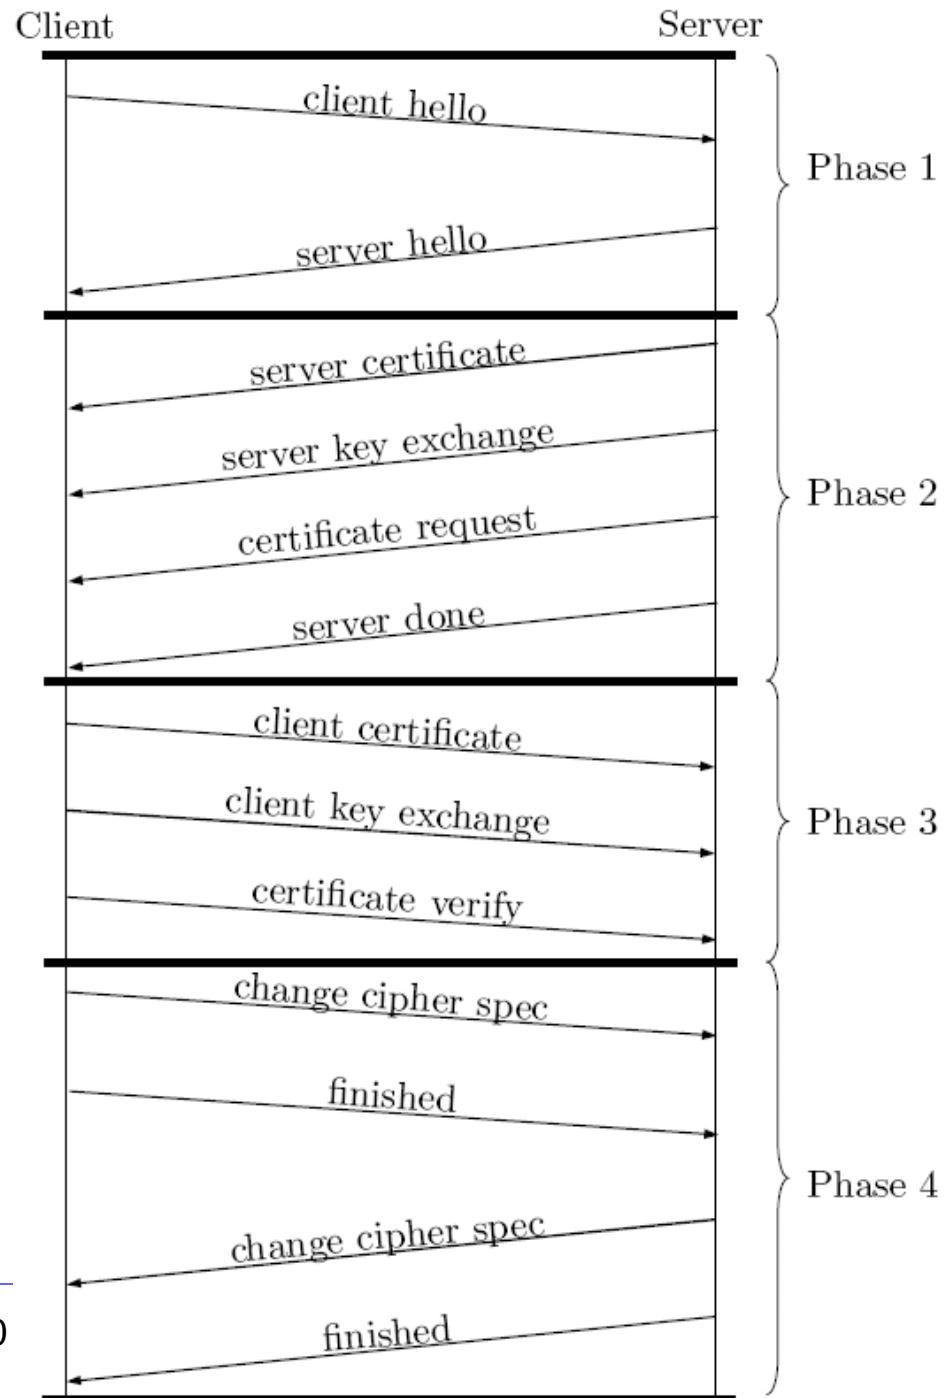 Client
Server
client hello
Phase 1
server hello
server certificate
server key exchange
Phase 2
certificate request
server done
client certificate
client key exchange
Phase 3
certificate verify
change cipher spec
finished
Phase 4
change cipher spec
finished